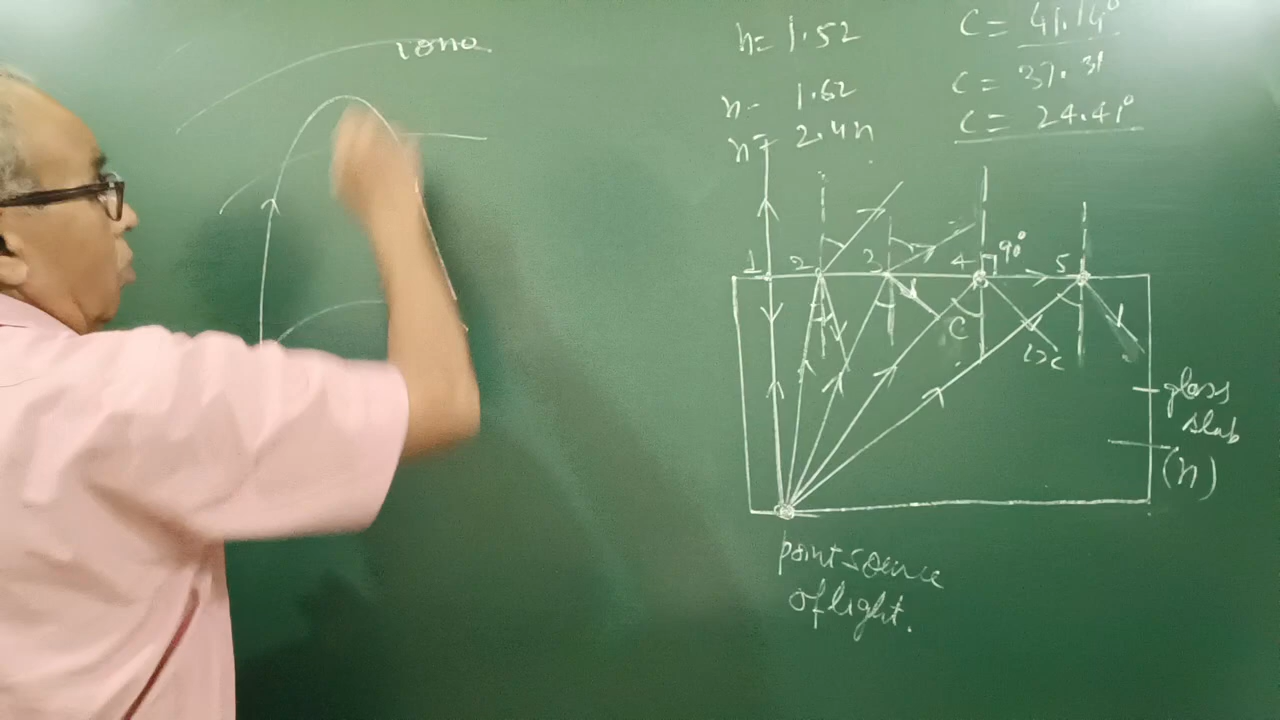 iono
n= 1.52
C= 41.14°
n= 1.62
C= 37.31
n= 2.4n
C= 24.41°
1 2 3 4 90° 5
C
i>c
glass
slab
(n)
point source
of light.